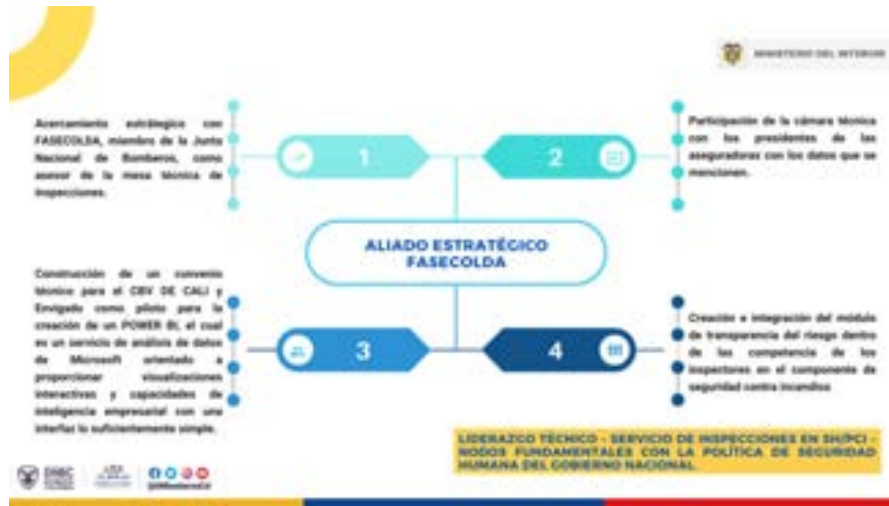 MINISTERIO DEL INTERIOR
Acercamiento estrátegico con
FASECOLDA, miembro de la Junta
Nacional de Bomberos, como
asesor de la mesa técnica de
inspecciones.
1
2
Participación de la cámara técnica
con los presidentes de las
aseguradoras con los datos que se
mencionen.
ALIADO ESTRATÉGICO
FASECOLDA
Construcción de un convenio
técnico para el CBV DE CALI y
Envigado como piloto para la
creación de un POWER BI, el cual
es un servicio de análisis de datos
de Microsoft orientado a
proporcionar visualizaciones
interactivas y capacidades de
inteligencia empresarial con una
interfaz lo suficientemente simple.
3
4
Creación e integración del módulo
de transparencia del riesgo dentro
de las competencia de los
inspectores en el componente de
seguridad contra incendios
LIDERAZGO TÉCNICO - SERVICIO DE INSPECCIONES EN SH/PCI -
NODOS FUNDAMENTALES CON LA POLÍTICA DE SEGURIDAD
HUMANA DEL GOBIERNO NACIONAL.
DNBC